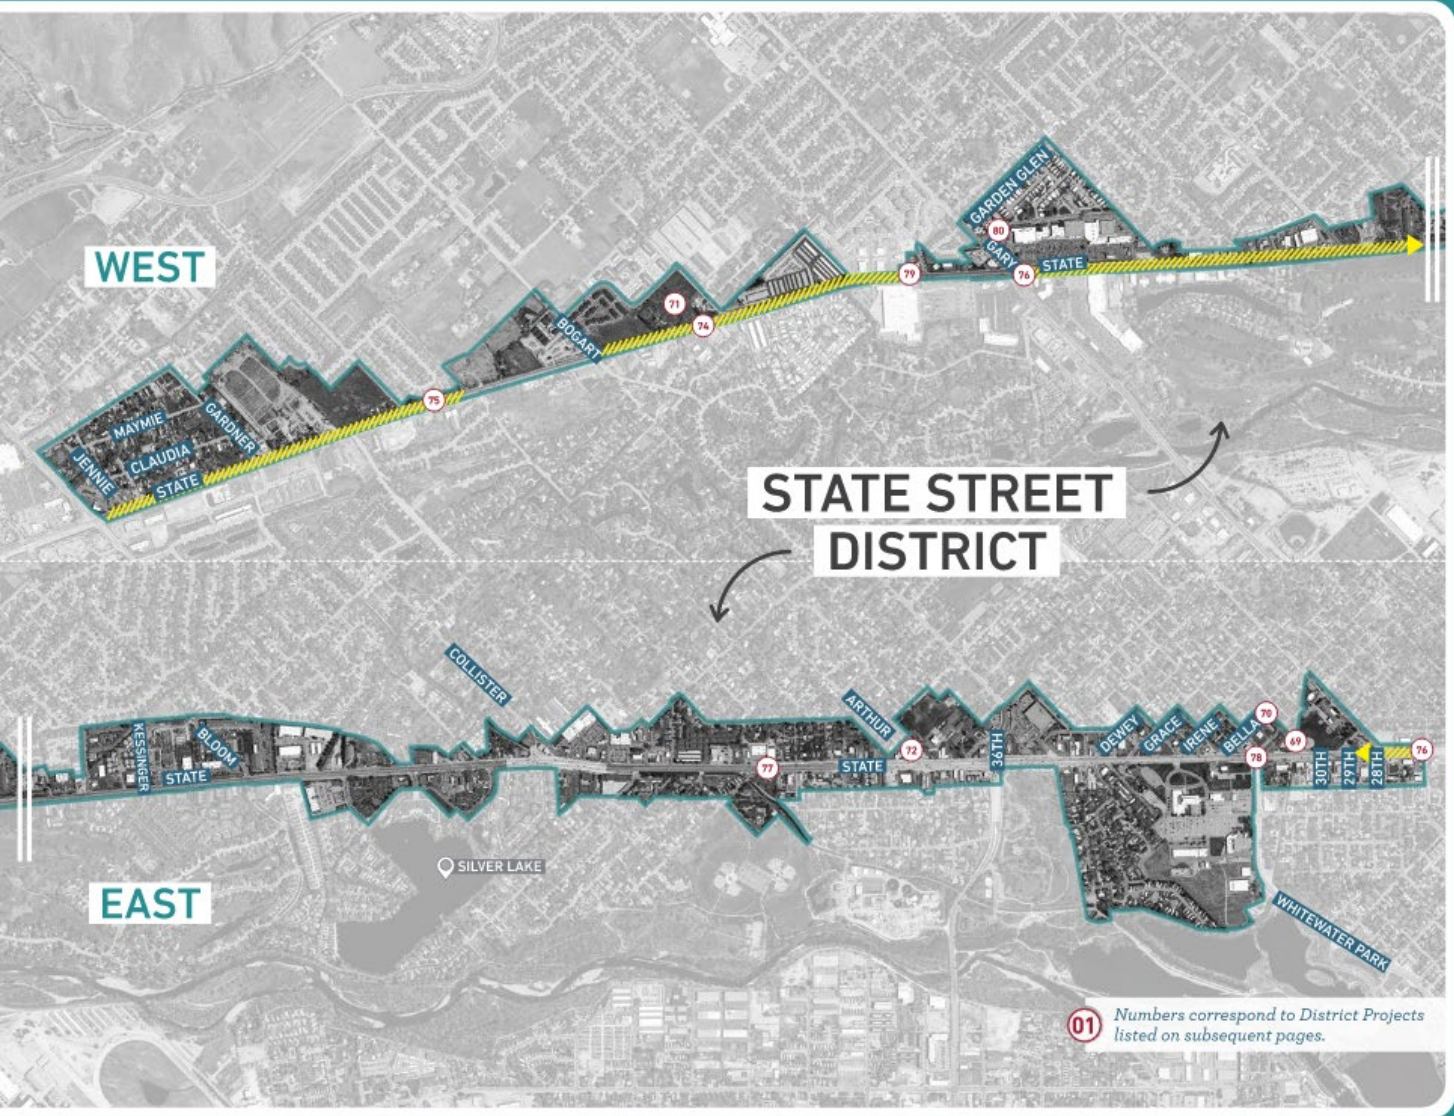 GARDEN GLEN
80
GARY
79
76
STATE
WEST
71
74
BOGART
75
MAYMIE
GARDNER
CLAUDIA
JENNIE
STATE
STATE STREET
DISTRICT
COLLISTER
ARTHUR
KESSINGER
BLOOM
STATE
77
STATE
72
36TH
DEWEY
GRACE
IRENE
BELLA
70
69
78
30TH
29TH
28TH
76
SILVER LAKE
EAST
WHITEWATER PARK
01
Numbers correspond to District Projects
listed on subsequent pages.